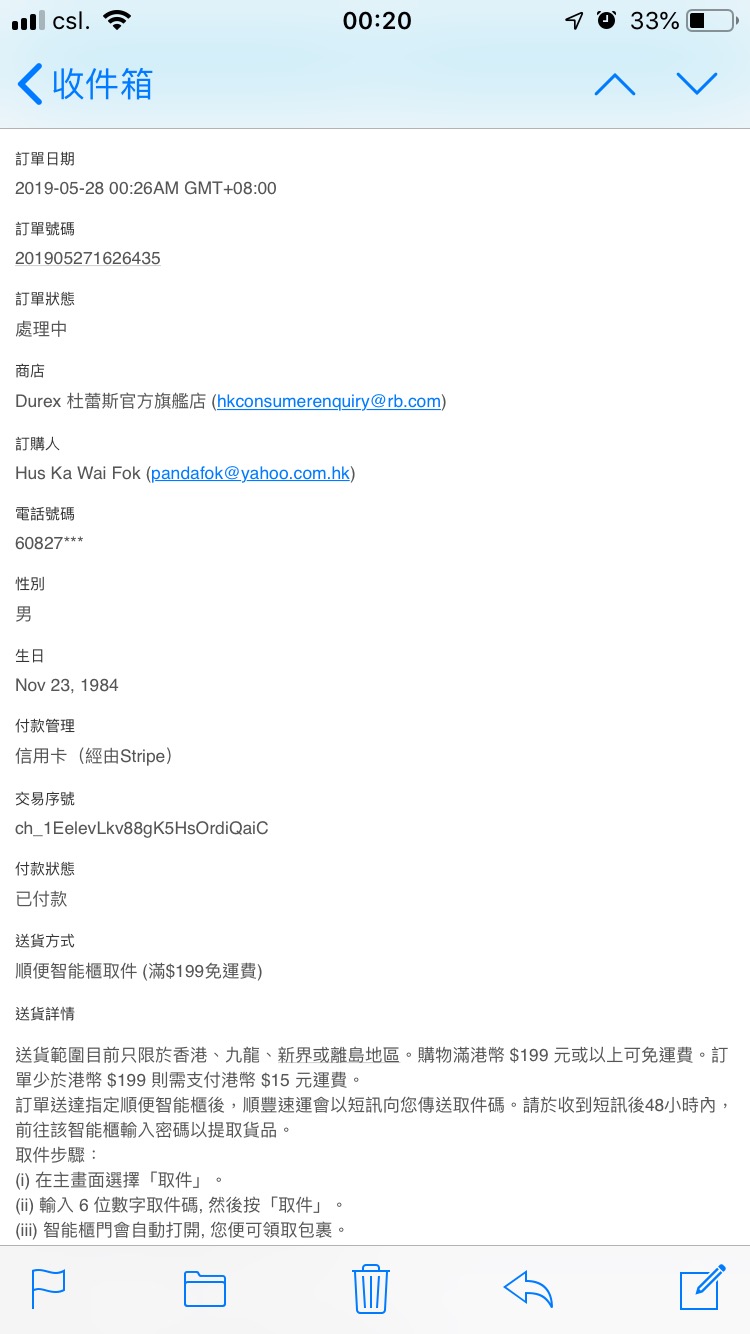 csl.
00:20
33%
收件箱
訂單日期
2019-05-28 00:26AM GMT+08:00
訂單號碼
201905271626435
訂單狀態
處理中
商店
Durex 杜蕾斯官方旗艦店 (hkconsumerenquiry@rb.com)
訂購人
Hus Ka Wai Fok (pandafok@yahoo.com.hk)
電話號碼
60827***
性別
男
生日
Nov 23, 1984
付款管理
信用卡（經由Stripe）
交易序號
ch_1EelevLkv88gK5HsOrdiQaiC
付款狀態
已付款
送貨方式
順便智能櫃取件 (滿$199免運費)
送貨詳情
送貨範圍目前只限於香港、九龍、新界或離島地區。購物滿港幣 $199 元或以上可免運費。訂
單少於港幣 $199 則需支付港幣 $15 元運費。
訂單送達指定順便智能櫃後，順豐速運會以短訊向您傳送取件碼。請於收到短訊後48小時內，
前往該智能櫃輸入密碼以提取貨品。
取件步驟：
(i) 在主畫面選擇「取件」。
(ii) 輸入 6 位數字取件碼, 然後按「取件」。
(iii) 智能櫃門會自動打開, 您便可領取包裹。